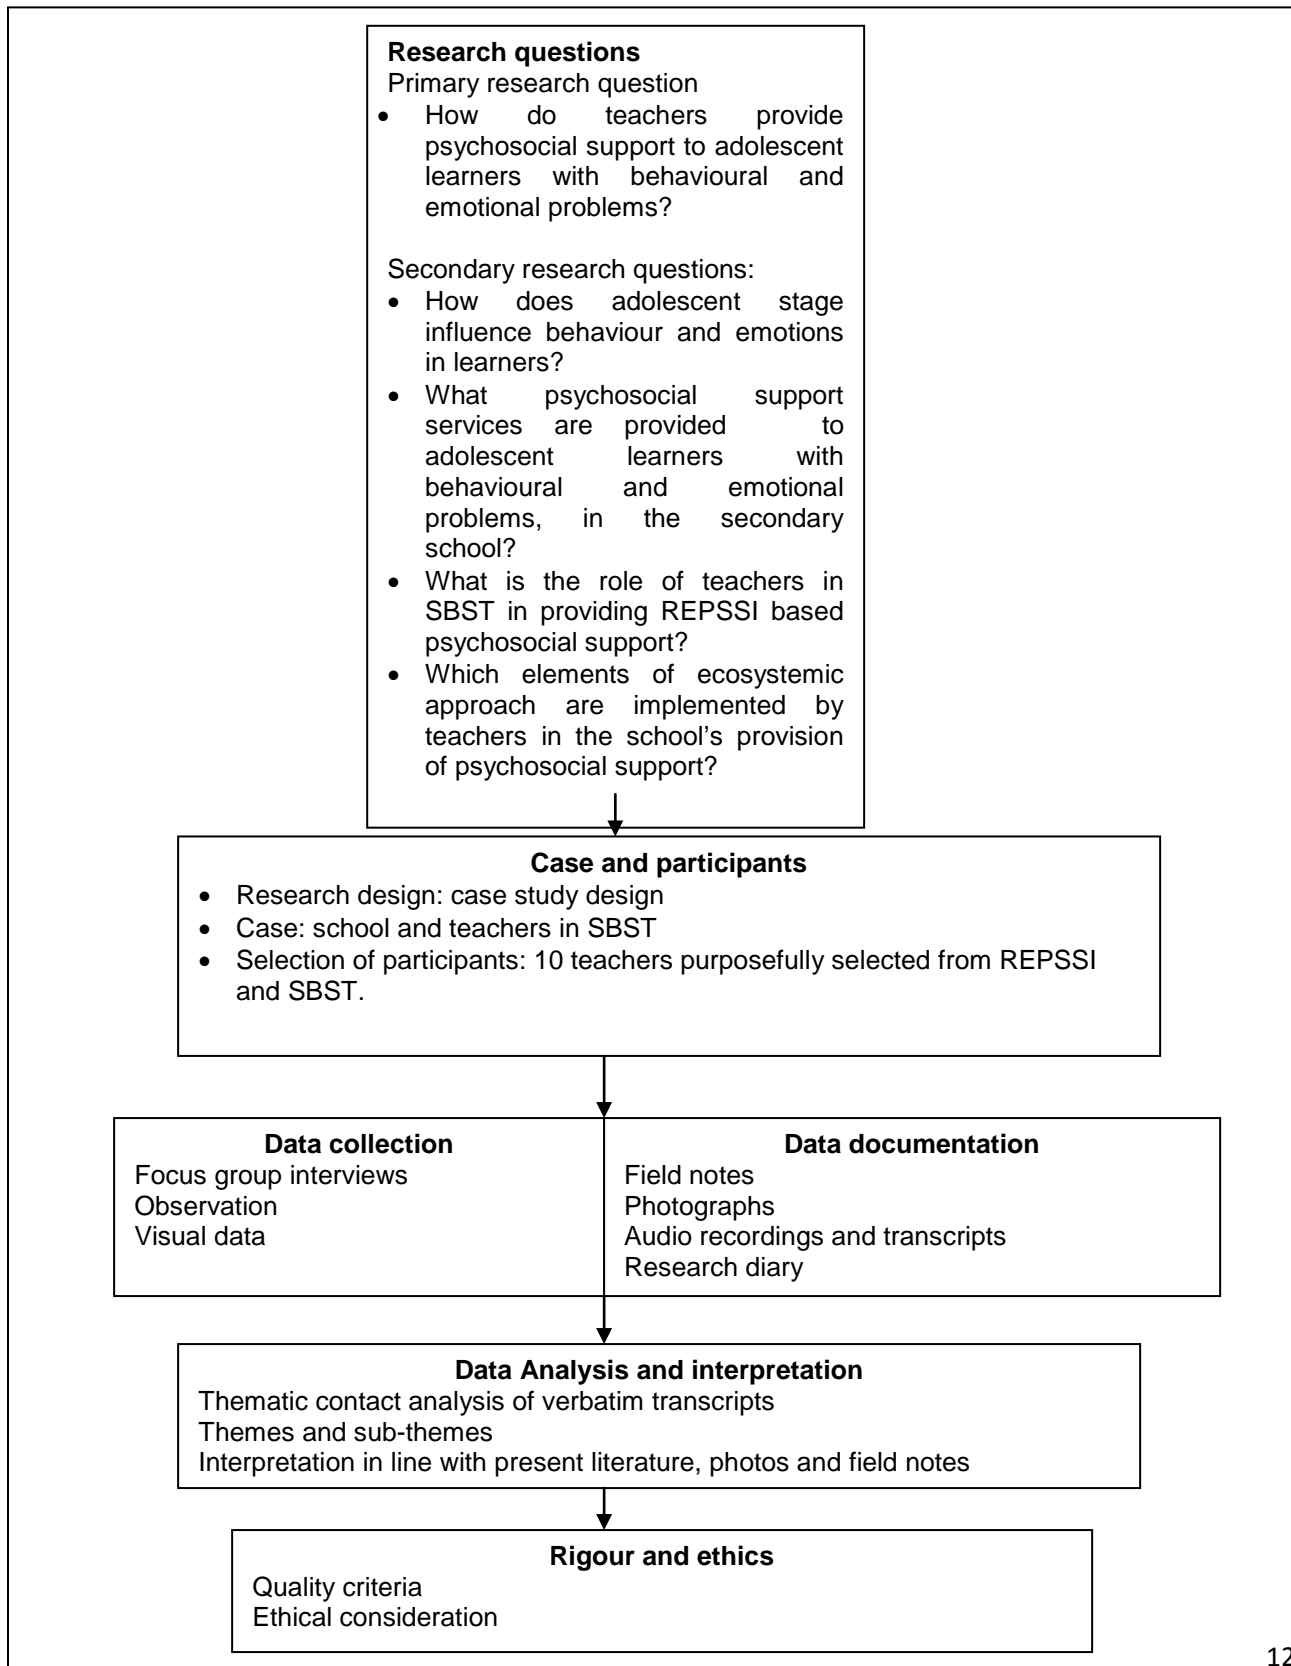 Research questions
Primary research question
• How do teachers provide
psychosocial support to adolescent
learners with behavioural and
emotional problems?
Secondary research questions:
• How does adolescent stage
influence behaviour and emotions
in learners?
• What psychosocial support
services are provided to
adolescent learners with
behavioural and emotional
problems, in the secondary
school?
• What is the role of teachers in
SBST in providing REPSSI based
psychosocial support?
• Which elements of ecosystemic
approach are implemented by
teachers in the school's provision
of psychosocial support?
Case and participants
• Research design: case study design
• Case: school and teachers in SBST
• Selection of participants: 10 teachers purposefully selected from REPSSI
and SBST.
Data collection
Focus group interviews
Observation
Visual data
Data documentation
Field notes
Photographs
Audio recordings and transcripts
Research diary
Data Analysis and interpretation
Thematic contact analysis of verbatim transcripts
Themes and sub-themes
Interpretation in line with present literature, photos and field notes
Rigour and ethics
Quality criteria
Ethical consideration
12